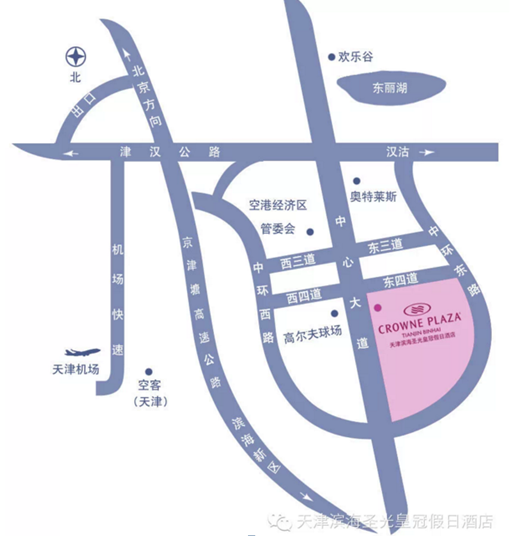 欢乐谷
东丽湖
北
北京方向
出口
津汉公路
汉沽
奥特莱斯
空港经济区
管委会
中心大道
中环东路
东三道
西三道
东四道
西四道
中环西路
京津塘高速公路
机场快速
高尔夫球场
CROWNE PLAZA
TIANJIN BINHAI
天津滨海圣光皇冠假日酒店
天津机场
空客
(天津)
滨海新区
天津滨海圣光皇冠假日酒店